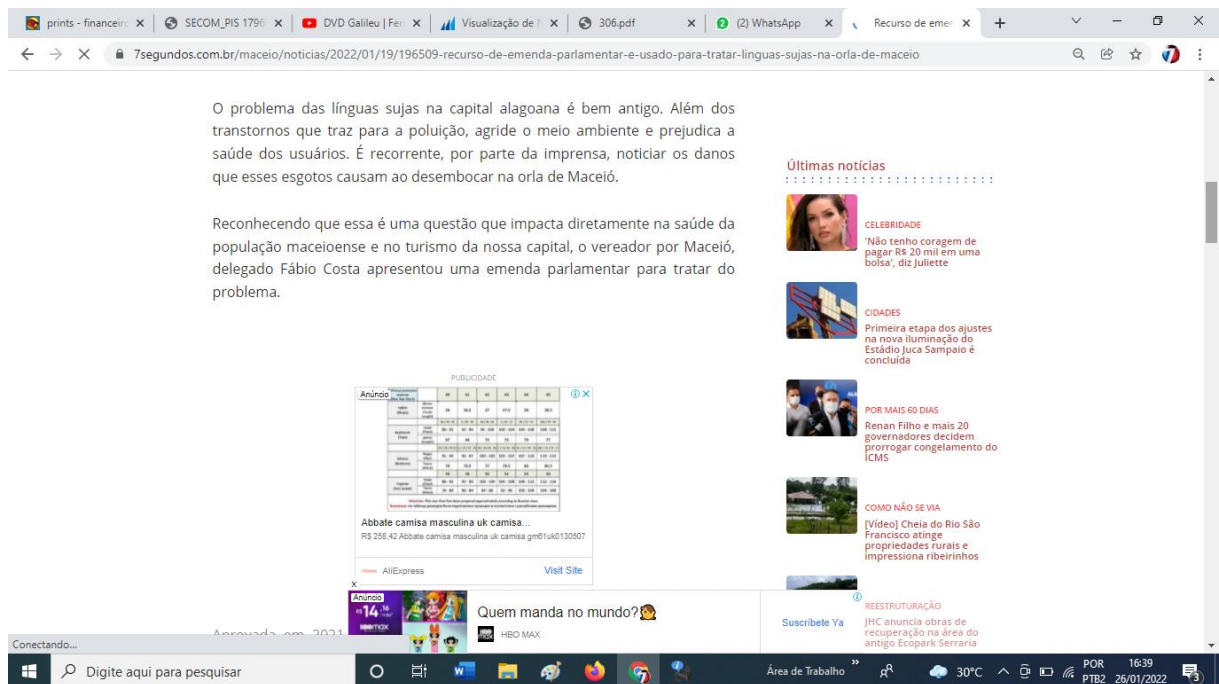 prints - financeiro
SECOM_PIS 1796
DVD Galileu | Fer
Visualização de N
306.pdf
(2) WhatsApp
Recurso de emen
7segundos.com.br/maceio/noticias/2022/01/19/196509-recurso-de-emenda-parlamentar-e-usado-para-tratar-linguas-sujas-na-orla-de-maceio
O problema das línguas sujas na capital alagoana é bem antigo. Além dos
transtornos que traz para a poluição, agride o meio ambiente e prejudica a
saúde dos usuários. É recorrente, por parte da imprensa, noticiar os danos
que esses esgotos causam ao desembocar na orla de Maceió.
Reconhecendo que essa é uma questão que impacta diretamente na saúde da
população maceioense e no turismo da nossa capital, o vereador por Maceió,
delegado Fábio Costa apresentou uma emenda parlamentar para tratar do
problema.
PUBLICIDADE
Anúncio
Abbate camisa masculina uk camisa...
R$ 258,42 Abbate camisa masculina uk camisa gm61uk0130507
AliExpress
Visit Site
Últimas notícias
CELEBRIDADE
'Não tenho coragem de
pagar R$ 20 mil em uma
bolsa', diz Juliette
CIDADES
Primeira etapa dos ajustes
na nova iluminação do
Estádio Juca Sampaio é
concluída
POR MAIS 60 DIAS
Renan Filho e mais 20
governadores decidem
prorrogar congelamento do
ICMS
COMO NÃO SE VIA
[Vídeo] Cheia do Rio São
Francisco atinge
propriedades rurais e
impressiona ribeirinhos
REESTRUTURAÇÃO
JHC anuncia obras de
recuperação na área do
antigo Ecopark Serraria
Anúncio
14
HBOMAX
Quem manda no mundo?
HBO MAX
Suscríbete Ya
Aprovada em 2021
Conectando...
Digite aqui para pesquisar
Área de Trabalho
30°C
POR
PTB2
16:39
26/01/2022